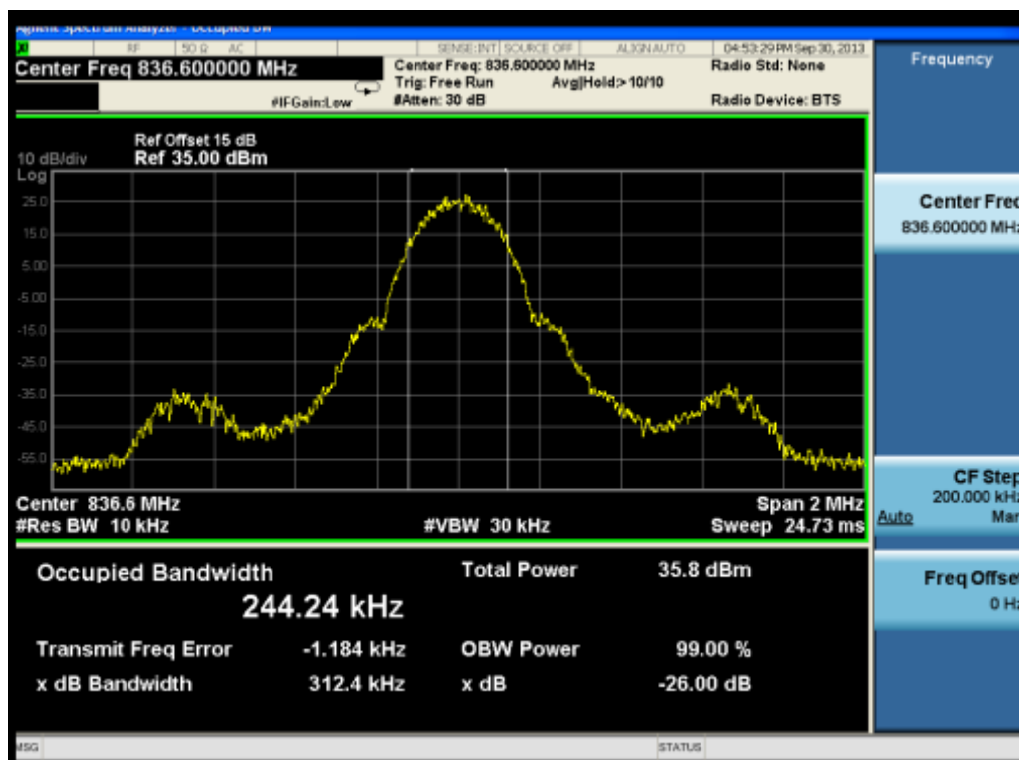 Agilent Spectrum Analyzer - Occupied BW
RF 50 Ω AC SENSE:INT SOURCE OFF ALIGN AUTO 04:53:29 PM Sep 30, 2013
Center Freq 836.600000 MHz
Center Freq: 836.600000 MHz
Radio Std: None
Trig: Free Run Avg|Hold:> 10/10
#IFGain:Low
#Atten: 30 dB
Radio Device: BTS
Ref Offset 15 dB
10 dB/div Ref 35.00 dBm
Log
25.0
15.0
5.00
-5.00
-15.0
-25.0
-35.0
-45.0
-55.0
Center 836.6 MHz Span 2 MHz
#Res BW 10 kHz #VBW 30 kHz Sweep 24.73 ms
Occupied Bandwidth Total Power 35.8 dBm
244.24 kHz
Transmit Freq Error -1.184 kHz OBW Power 99.00 %
x dB Bandwidth 312.4 kHz x dB -26.00 dB
MSG STATUS
Frequency
Center Freq
836.600000 MHz
CF Step
200.000 kHz
Auto Man
Freq Offset
0 Hz